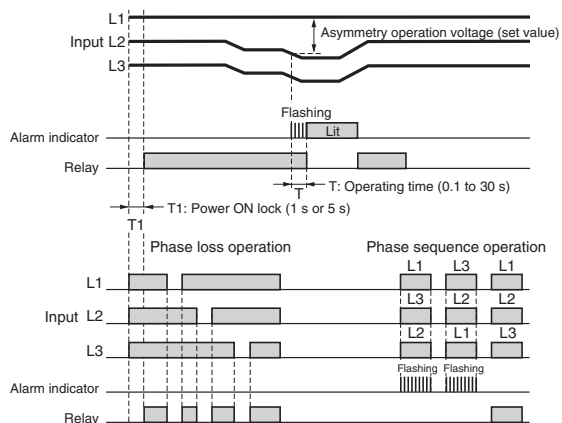 L1
Asymmetry operation voltage (set value)
Input L2
L3
Flashing
Alarm indicator
Lit
Relay
T
T: Operating time (0.1 to 30 s)
T1: Power ON lock (1 s or 5 s)
T1
Phase loss operation
Phase sequence operation
L1 L3 L1
L1
L3 L2 L2
Input L2
L2 L1 L3
L3
Flashing Flashing
Alarm indicator
Relay